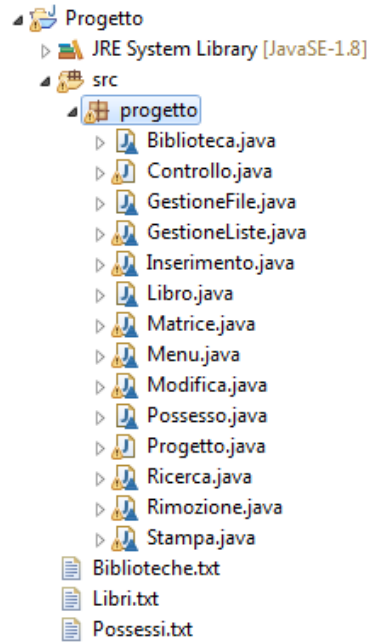 Progetto
JRE System Library [JavaSE-1.8]
src
progetto
Biblioteca.java
Controllo.java
GestioneFile.java
GestioneListe.java
Inserimento.java
Libro.java
Matrice.java
Menu.java
Modifica.java
Possesso.java
Progetto.java
Ricerca.java
Rimozione.java
Stampa.java
Biblioteche.txt
Libri.txt
Possessi.txt